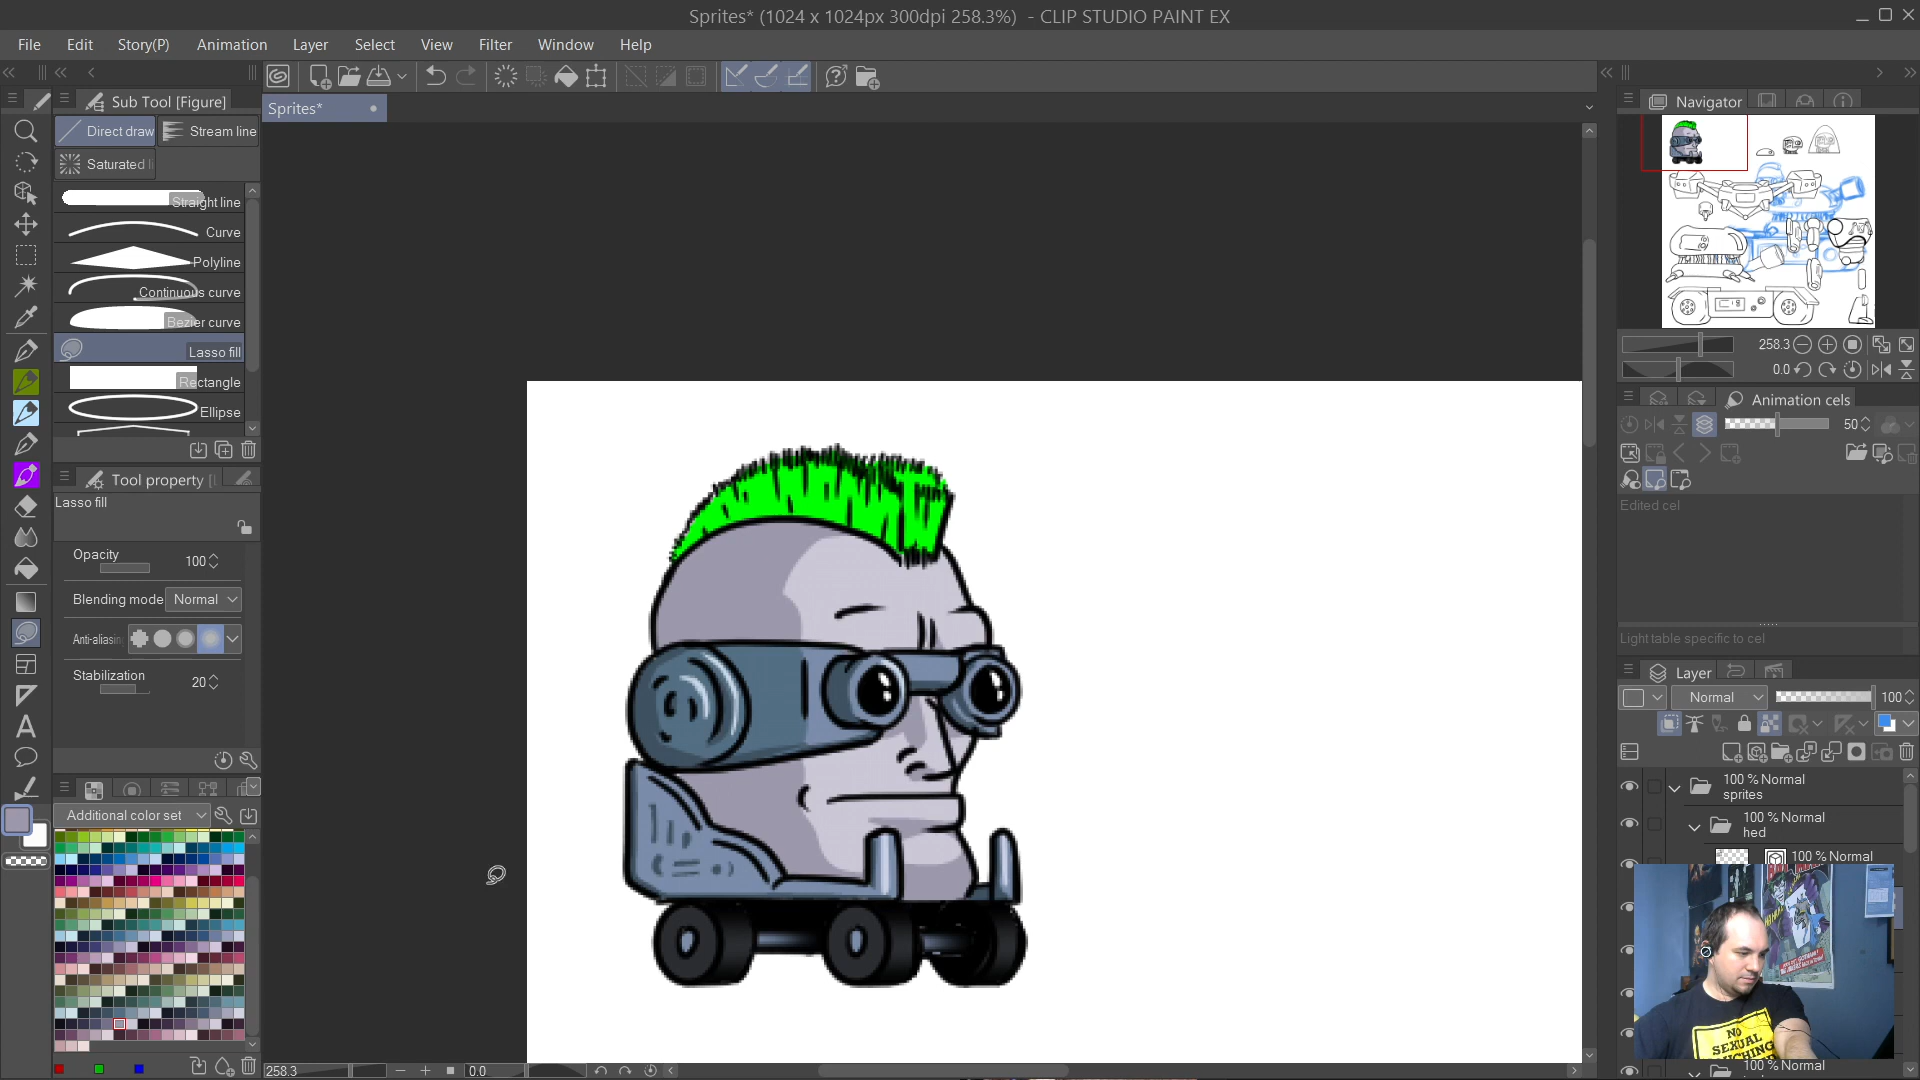 Sprites* (1024 x 1024px 300dpi 258.3%) - CLIP STUDIO PAINT EX
File Edit Story(P) Animation Layer Select View Filter Window Help
Sub Tool [Figure]
Sprites*
Navigator
Direct draw
Stream line
Saturated li
Straight line
Curve
Polyline
Continuous curve
Bezier curve
Lasso fill
Rectangle
Ellipse
258.3
0.0
Animation cels
50
Tool property [L
Lasso fill
Edited cel
Opacity
100
Blending mode
Normal
Anti-aliasin
Light table specific to cel
Stabilization
20
Layer
Normal
100
100 % Normal
sprites
100 % Normal
hed
100 % Normal
Additional color set
NO
SEXUAL
100 % Normal
258.3
0.0